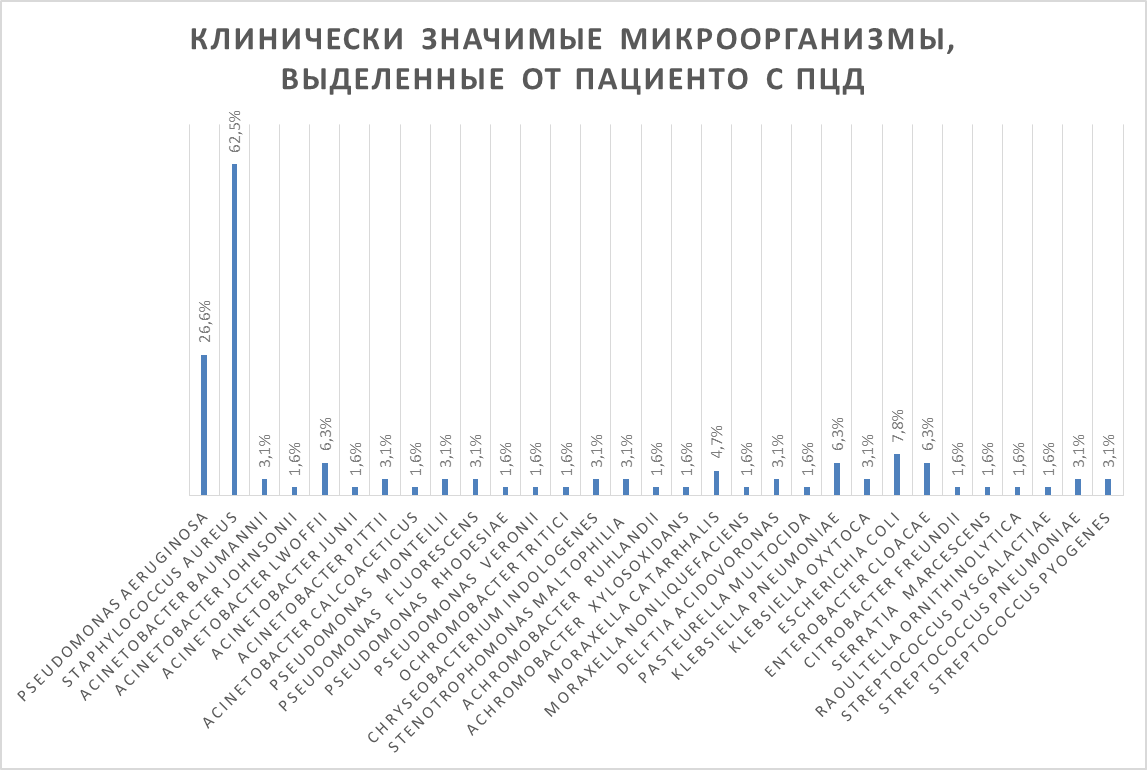 КЛИНИЧЕСКИ ЗНАЧИМЫЕ МИКРООРГАНИЗМЫ,
ВЫДЕЛЕННЫЕ ОТ ПАЦИЕНТО С ПЦД
26,6%
62,5%
3,1%
1,6%
6,3%
1,6%
3,1%
1,6%
3,1%
3,1%
1,6%
1,6%
1,6%
3,1%
3,1%
1,6%
1,6%
4,7%
1,6%
3,1%
1,6%
6,3%
3,1%
7,8%
6,3%
1,6%
1,6%
1,6%
1,6%
3,1%
3,1%
PSEUDOMONAS AERUGINOSA
STAPHYLOCOCCUS AUREUS
ACINETOBACTER BAUMANNII
ACINETOBACTER JOHNSONII
ACINETOBACTER LWOFFII
ACINETOBACTER JUNII
ACINETOBACTER PITTII
ACINETOBACTER CALCOACETICUS
PSEUDOMONAS MONTEILII
PSEUDOMONAS FLUORESCENS
PSEUDOMONAS RHODESIAE
PSEUDOMONAS VERONII
OCHROMOBACTER TRITICI
CHRYSEOBACTERIUM INDOLOGENES
STENOTROPHOMONAS MALTOPHILIA
ACHROMOBACTER RUHLANDII
ACHROMOBACTER XYLOSOXIDANS
MORAXELLA CATARRHALIS
MORAXELLA NONLIQUEFACIENS
DELFTIA ACIDOVORONAS
PASTEURELLA MULTOCIDA
KLEBSIELLA PNEUMONIAE
KLEBSIELLA OXYTOCA
ESCHERICHIA COLI
ENTEROBACTER CLOACAE
CITROBACTER FREUNDII
SERRATIA MARCESCENS
RAOULTELLA ORNITHINOLYTICA
STREPTOCOCCUS DYSGALACTIAE
STREPTOCOCCUS PNEUMONIAE
STREPTOCOCCUS PYOGENES